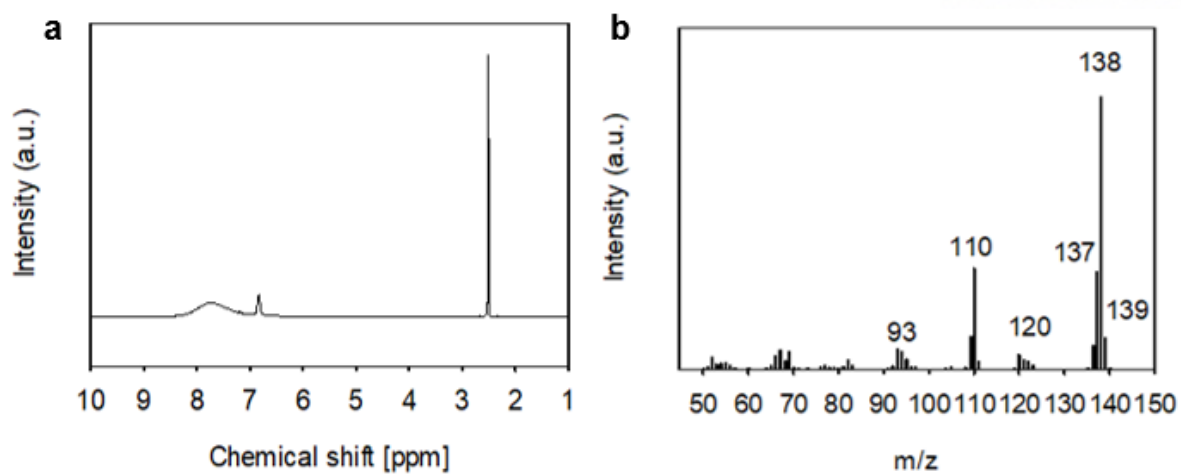 a
Intensity (a.u.)
10 9 8 7 6 5 4 3 2 1
Chemical shift [ppm]
b
Intensity (a.u.)
138
110
137
139
93
120
50 60 70 80 90 100 110 120 130 140 150
m/z